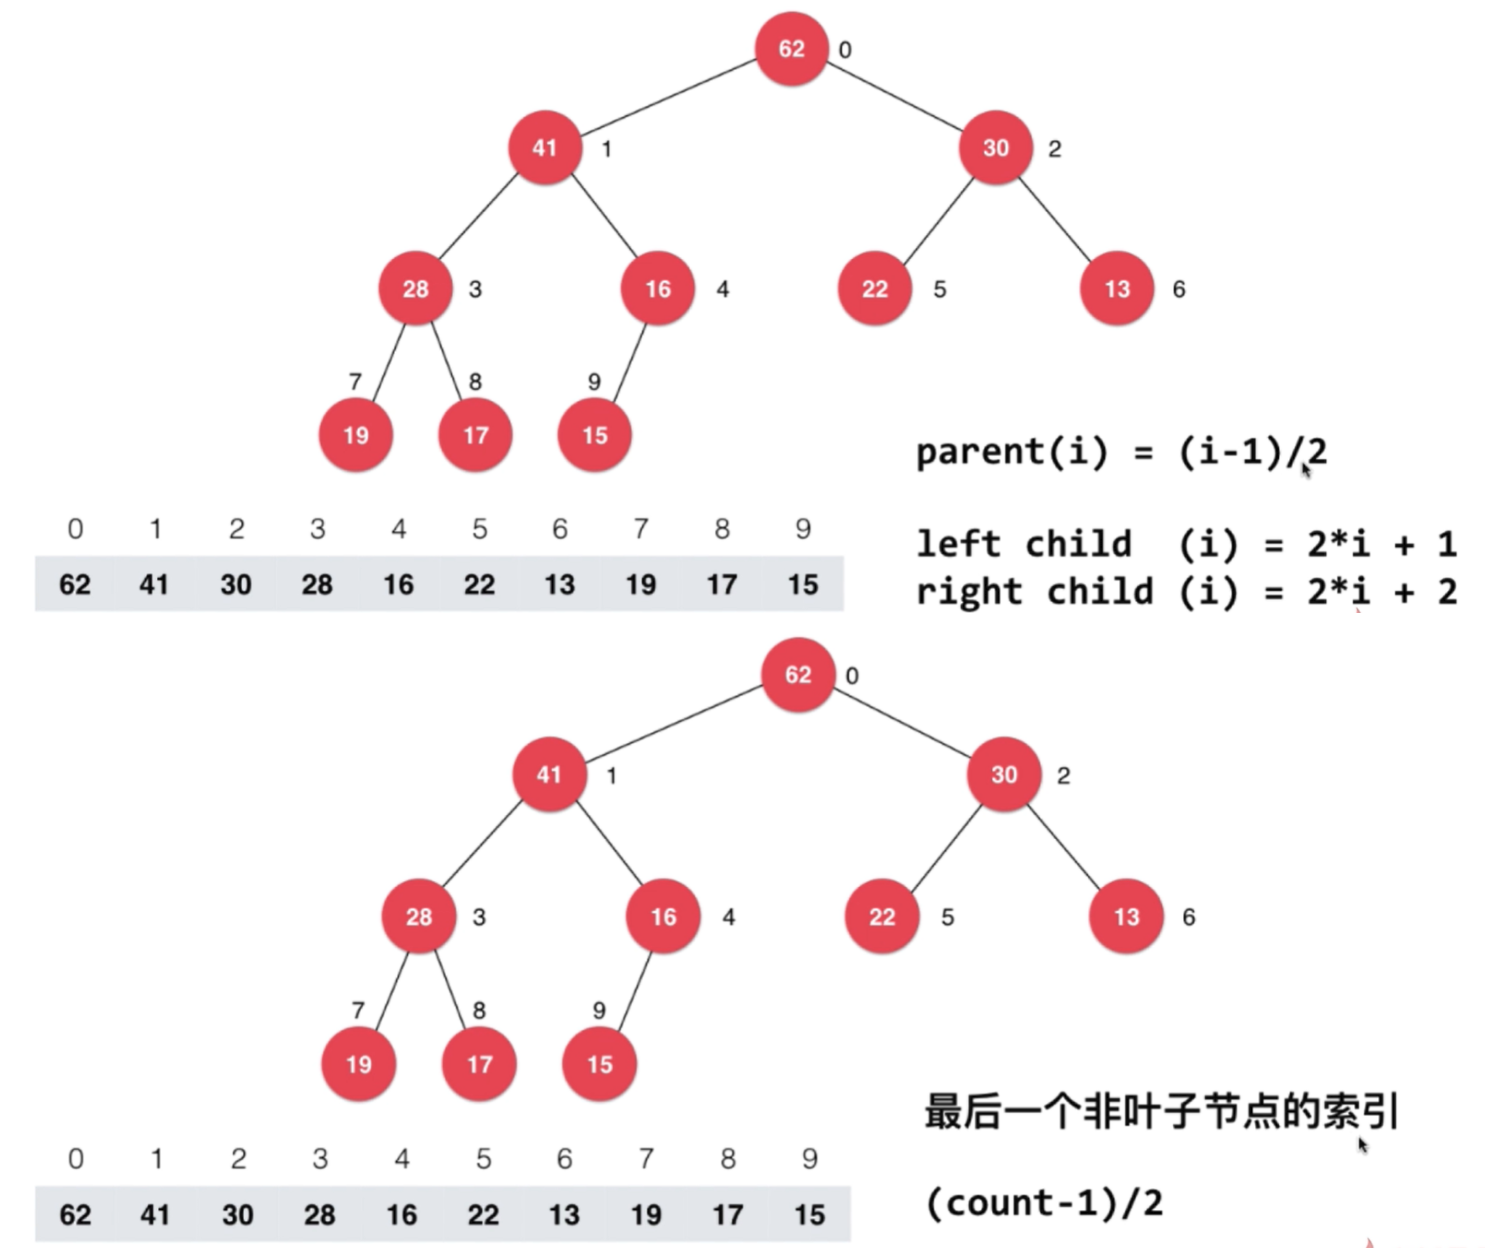 62 0
41 1 30 2
28 3 16 4 22 5 13 6
7 8 9
19 17 15
parent(i) = (i-1)/2
0 1 2 3 4 5 6 7 8 9
left child (i) = 2*i + 1
62 41 30 28 16 22 13 19 17 15
right child (i) = 2*i + 2
62 0
41 1 30 2
28 3 16 4 22 5 13 6
7 8 9
19 17 15
最后一个非叶子节点的索引
0 1 2 3 4 5 6 7 8 9
62 41 30 28 16 22 13 19 17 15
(count-1)/2